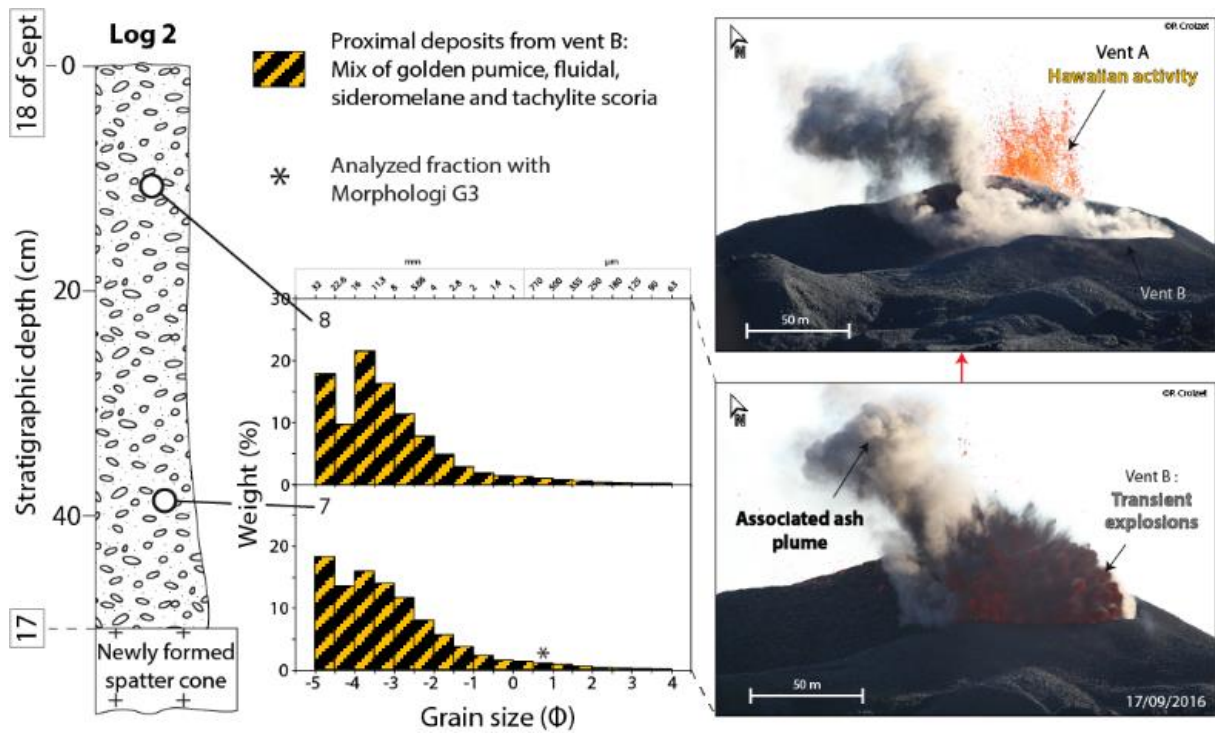 18 of Sept
Log 2
0
20
40
17
Stratigraphic depth (cm)
Newly formed
spatter cone
Proximal deposits from vent B:
Mix of golden pumice, fluidal,
sideromelane and tachylite scoria
*
Analyzed fraction with
Morphologi G3
mm
µm
32 22.6 16 11.3 8 5.66 4 2.8 2 1.4 1 710 500 355 250 180 125 90 63
30
8
20
10
0
7
20
10
0
*
Weight (%)
-5 -4 -3 -2 -1 0 1 2 3 4
Grain size (Φ)
©P. Croizet
N
Vent A
Hawaiian activity
Vent B
50 m
©P. Croizet
N
Associated ash
plume
Vent B :
Transient
explosions
50 m
17/09/2016